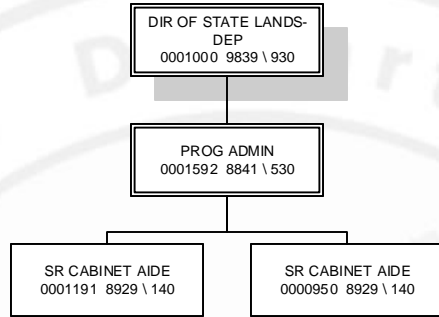 DIR OF STATE LANDS-
DEP
0001000 9839 \ 930
PROG ADMIN
0001592 8841 \ 530
SR CABINET AIDE
0001191 8929 \ 140
SR CABINET AIDE
0000950 8929 \ 140